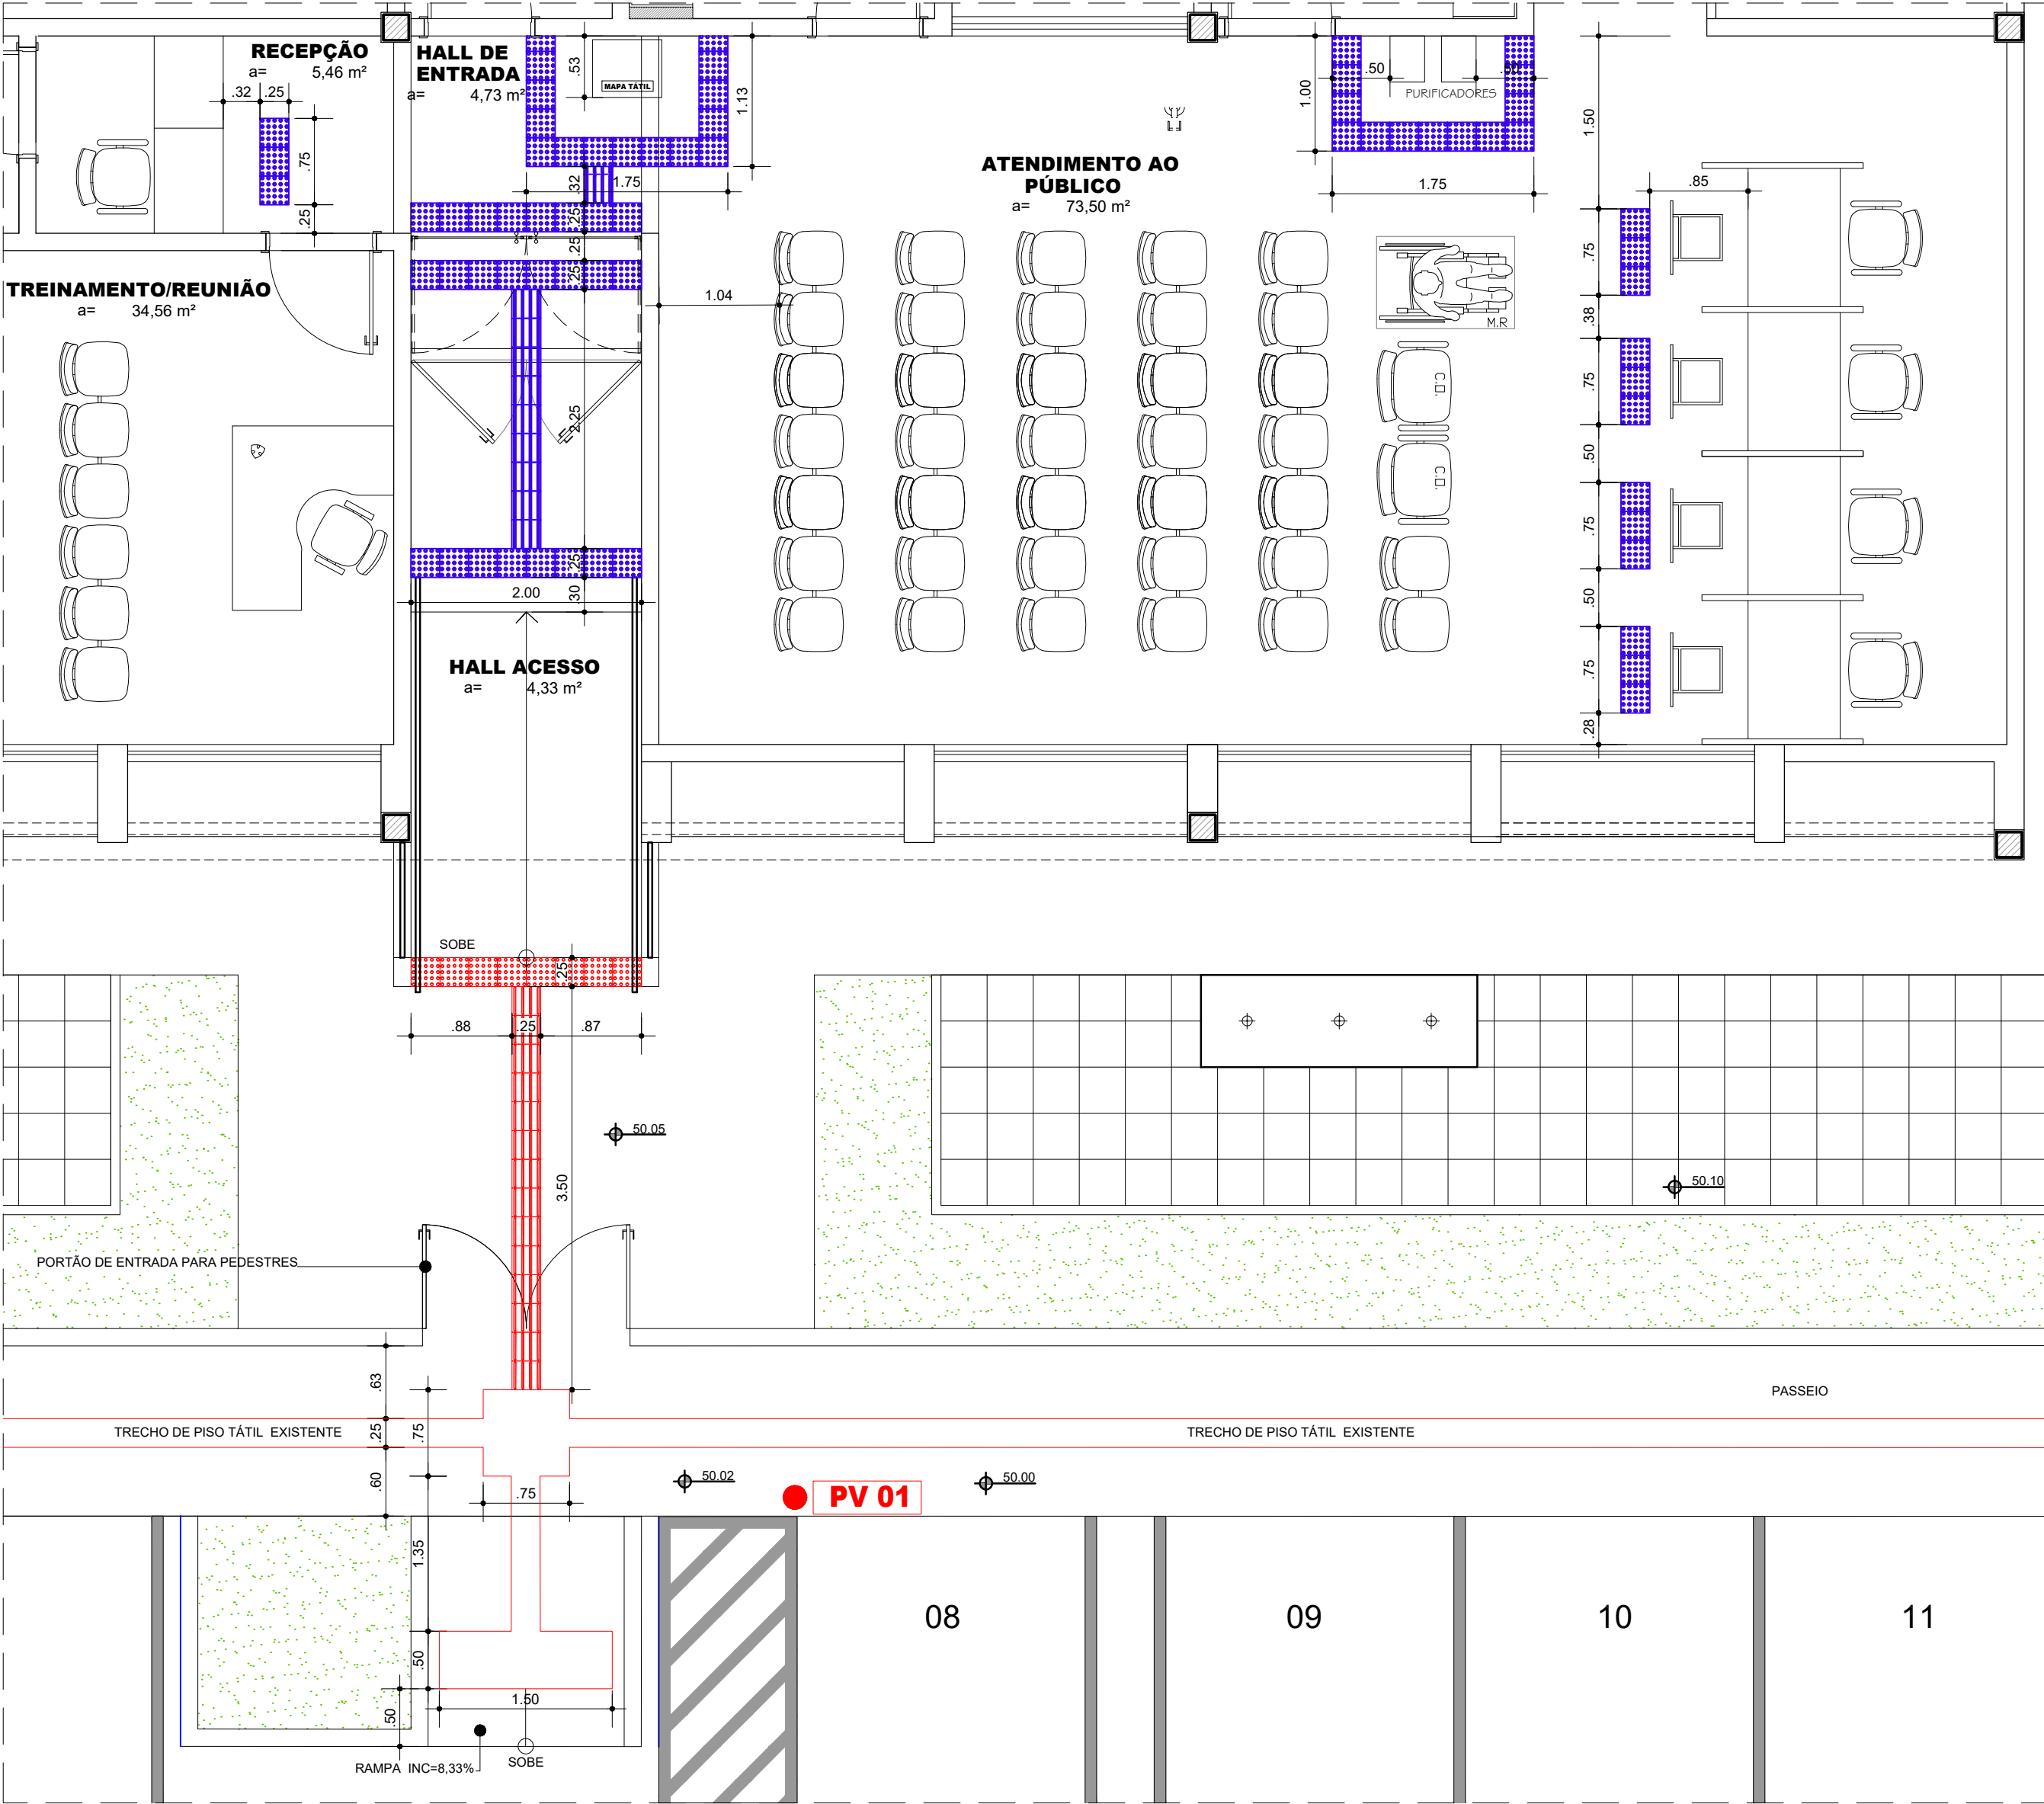 RECEPÇÃO
a= 5,46 m²
HALL DE
ENTRADA
a= 4,73 m²
.53
MAPA TÁTIL
1.13
.50
.50
1.00
PURIFICADORES
1.50
.32
.25
.75
.25
ATENDIMENTO AO
PÚBLICO
a= 73,50 m²
.32
1.75
1.75
.85
.25
.25
.25
.75
TREINAMENTO/REUNIÃO
a= 34,56 m²
1.04
M.R
.38
.75
C.D.
2.25
.50
C.D.
.75
.25
.30
2.00
.50
HALL ACESSO
a= 4,33 m²
.75
.28
SOBE
.25
.88
.25
.87
50.05
3.50
50.10
PORTÃO DE ENTRADA PARA PEDESTRES
.63
PASSEIO
TRECHO DE PISO TÁTIL EXISTENTE
.25
.75
TRECHO DE PISO TÁTIL EXISTENTE
.60
50.02
50.00
.75
PV 01
1.35
08
09
10
11
.50
1.50
.50
RAMPA INC=8,33%
SOBE